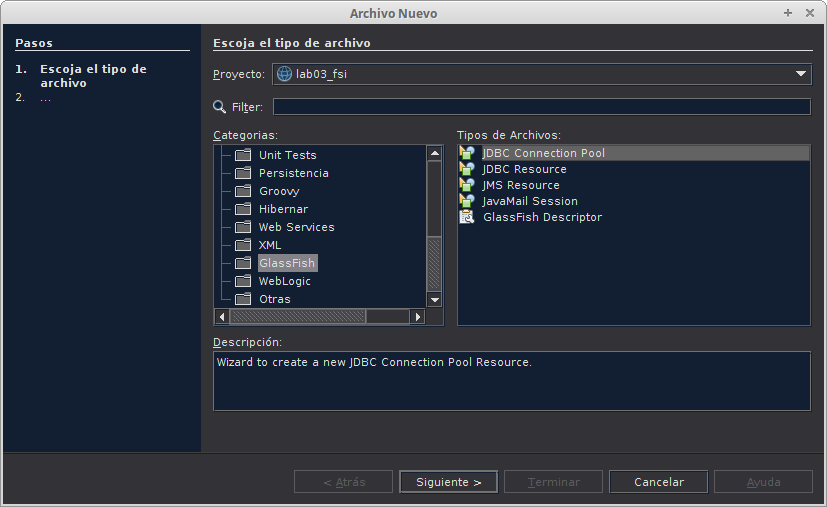 Archivo Nuevo
Pasos
1. Escoja el tipo de
archivo
2. ...
Escoja el tipo de archivo
Proyecto: lab03_fsi
Filter:
Categorias:
Unit Tests
Persistencia
Groovy
Hibernar
Web Services
XML
GlassFish
WebLogic
Otras
Tipos de Archivos:
JDBC Connection Pool
JDBC Resource
JMS Resource
JavaMail Session
GlassFish Descriptor
Descripción:
Wizard to create a new JDBC Connection Pool Resource.
< Atrás
Siguiente >
Terminar
Cancelar
Ayuda